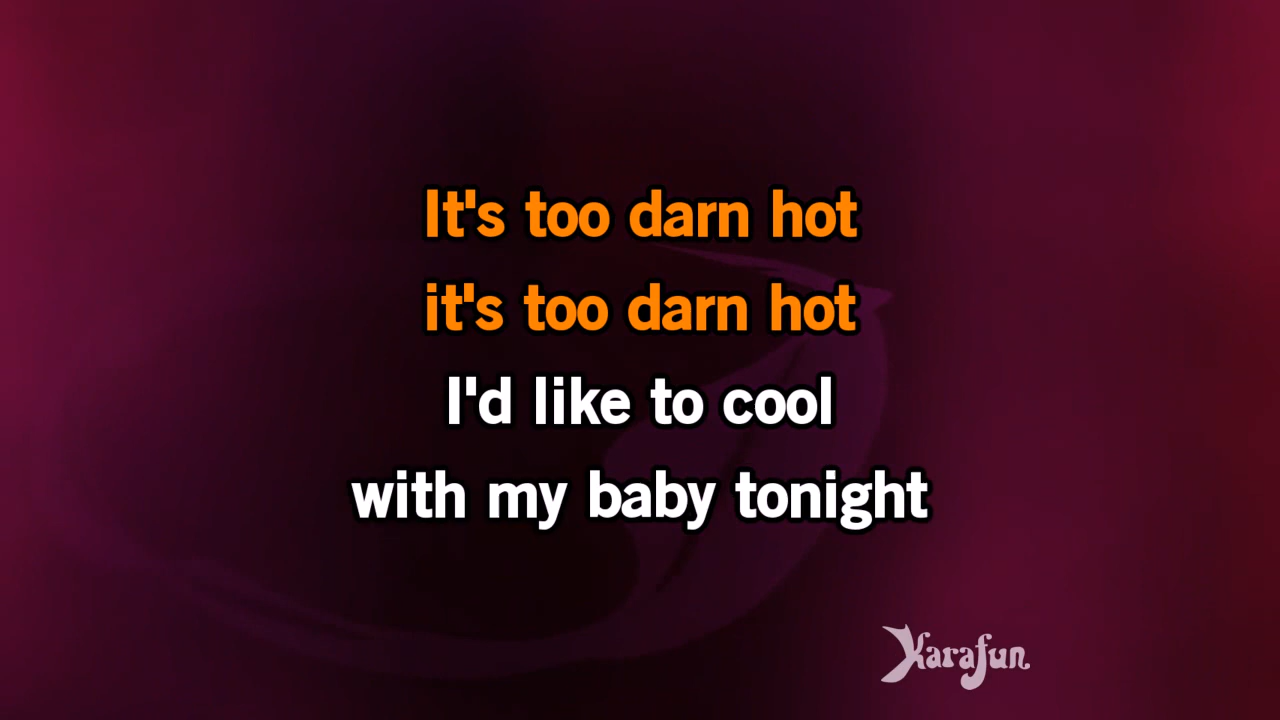 It's too darn hot
it's too darn hot
I'd like to cool
with my baby tonight
Karafun